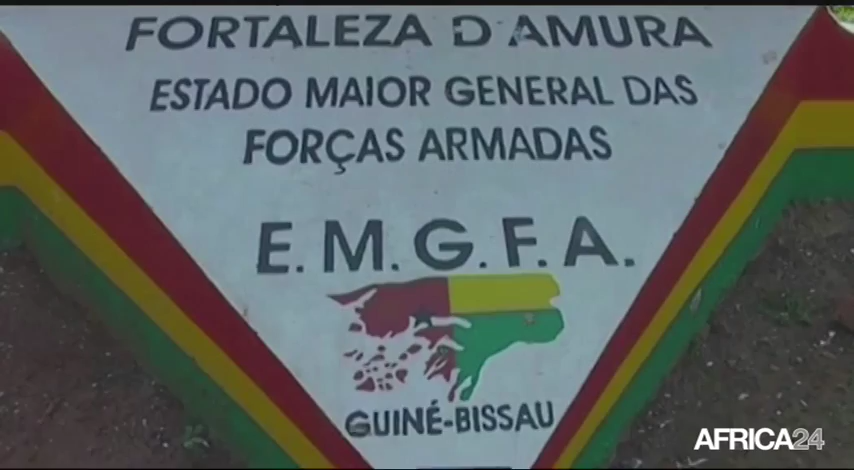 FORTALEZA D'AMURA
ESTADO MAIOR GENERAL DAS
FORÇAS ARMADAS
E.M.G.F.A.
GUINÉ-BISSAU
AFRICA24